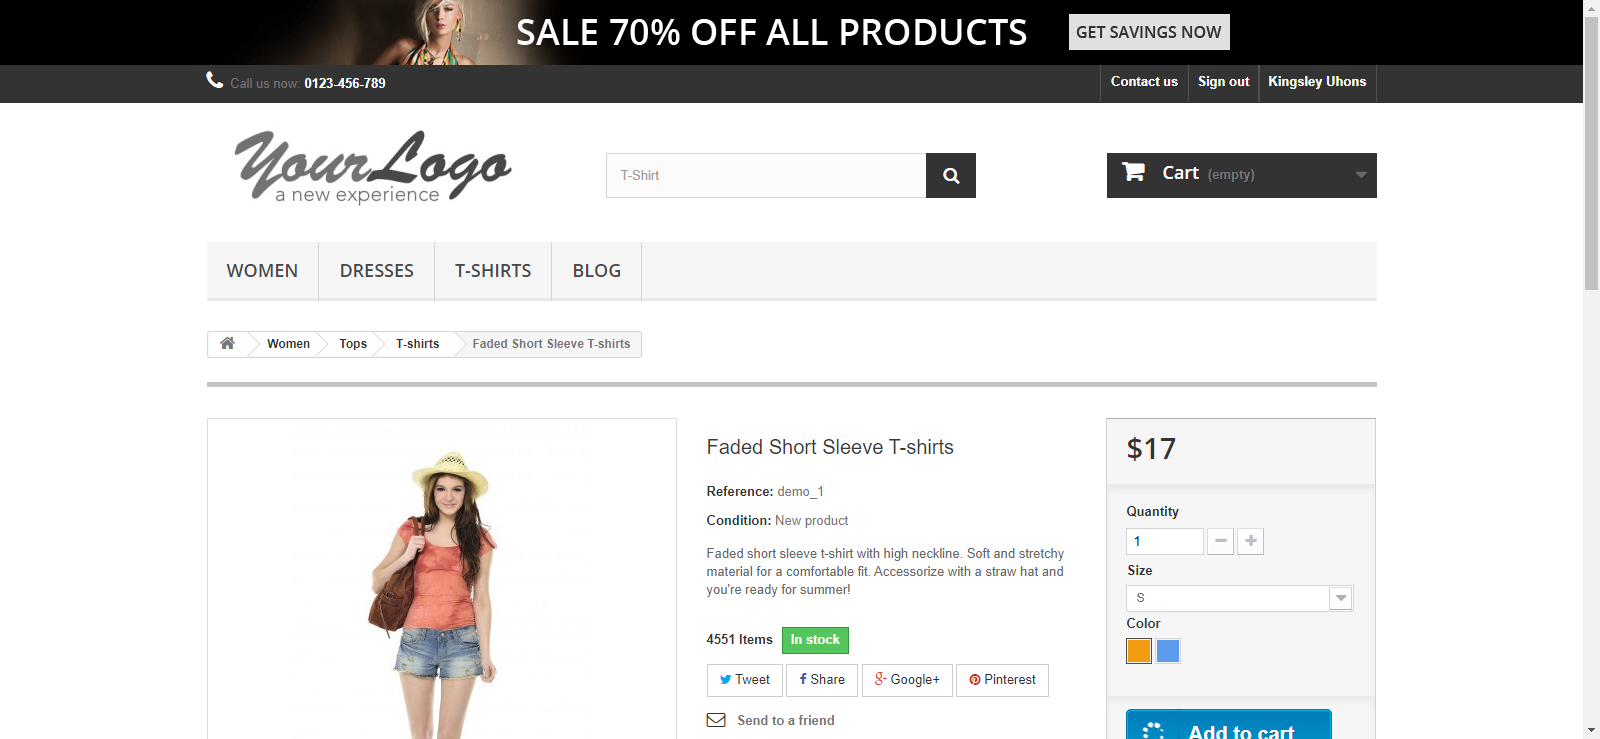 SALE 70% OFF ALL PRODUCTS
GET SAVINGS NOW
Call us now: 0123-456-789
Contact us
Sign out
Kingsley Uhons
YourLogo
a new experience
T-Shirt
Cart (empty)
WOMEN
DRESSES
T-SHIRTS
BLOG
Women
Tops
T-shirts
Faded Short Sleeve T-shirts
Faded Short Sleeve T-shirts
Reference: demo_1
Condition: New product
Faded short sleeve t-shirt with high neckline. Soft and stretchy
material for a comfortable fit. Accessorize with a straw hat and
you're ready for summer!
4551 Items
In stock
Tweet
Share
Google+
Pinterest
Send to a friend
$17
Quantity
1
Size
S
Color
Add to cart